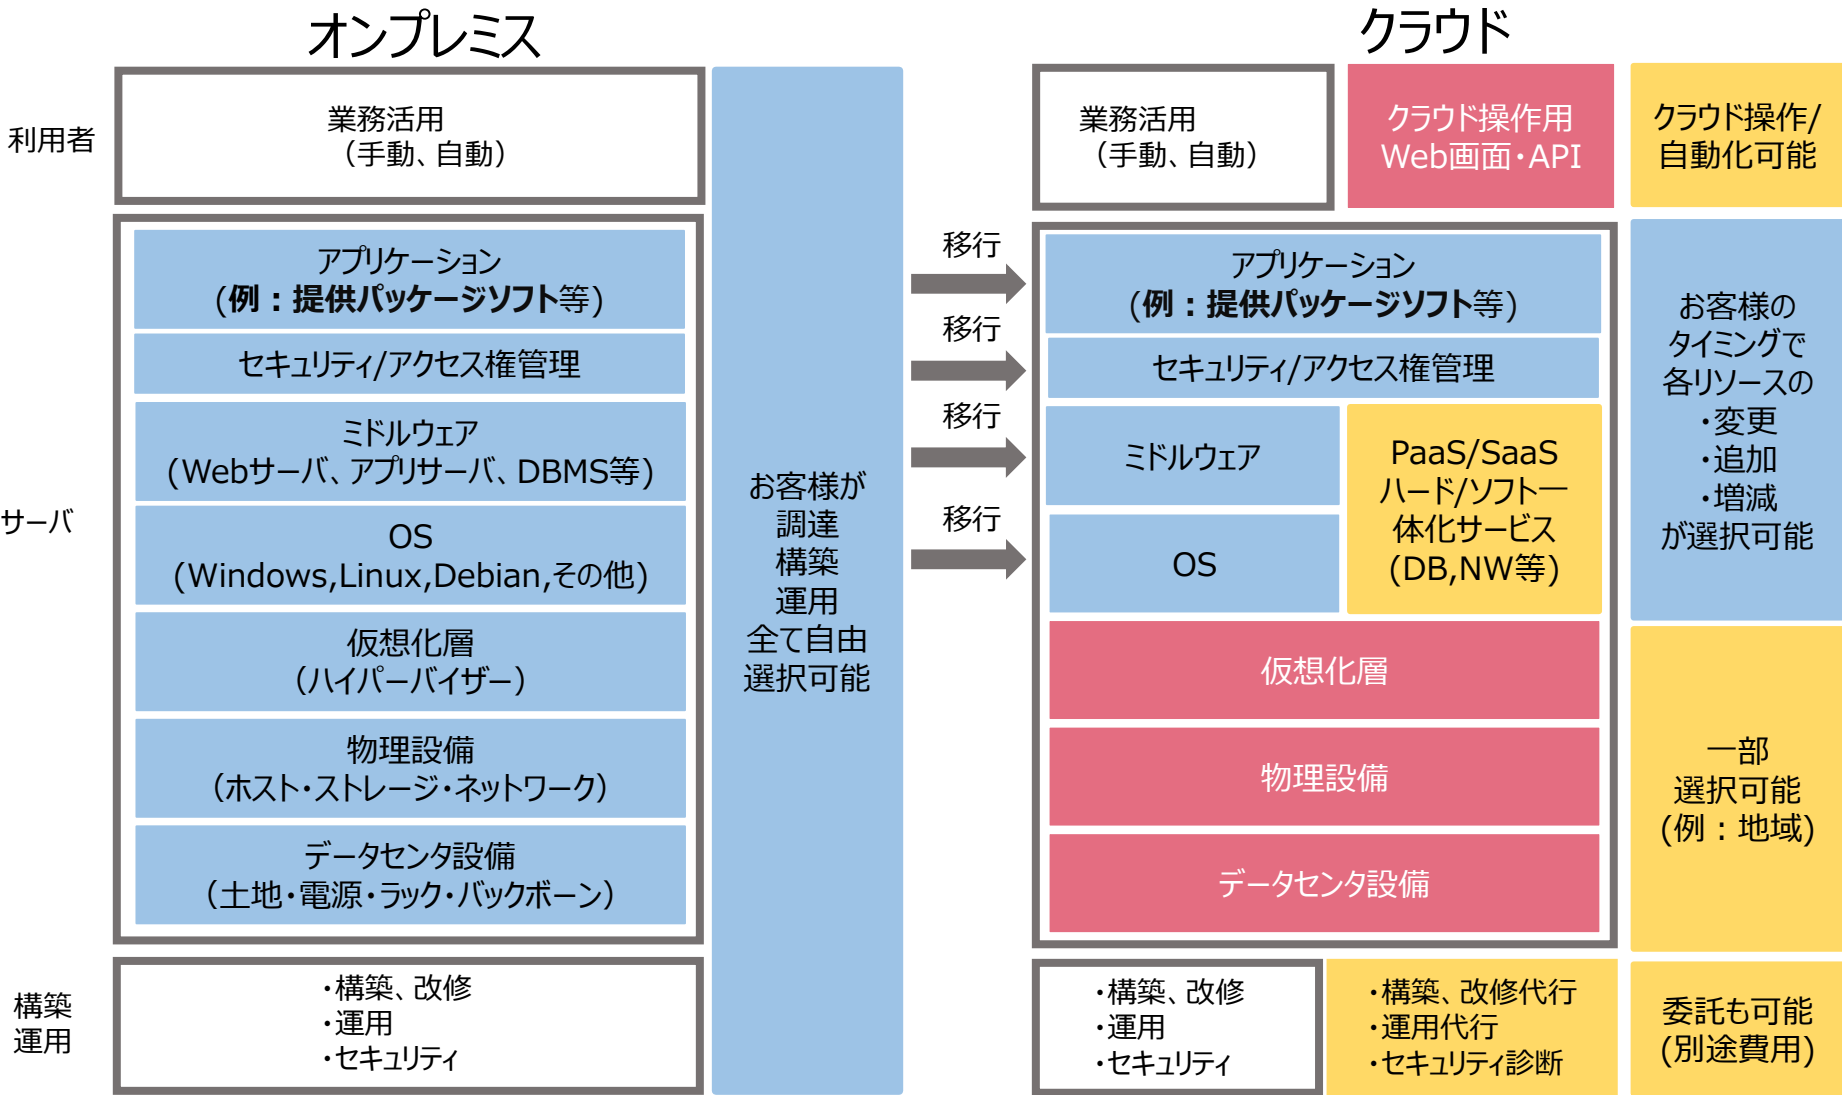 オンプレミス
クラウド
利用者
業務活用
（手動、自動）
業務活用
（手動、自動）
クラウド操作用
Web画面・API
クラウド操作/
自動化可能
サーバ
アプリケーション
(例：提供パッケージソフト等)
セキュリティ/アクセス権管理
ミドルウェア
(Webサーバ、アプリサーバ、DBMS等)
OS
(Windows,Linux,Debian,その他)
仮想化層
（ハイパーバイザー）
物理設備
（ホスト・ストレージ・ネットワーク）
データセンタ設備
（土地・電源・ラック・バックボーン）
お客様が
調達
構築
運用
全て自由
選択可能
移行
移行
移行
移行
アプリケーション
(例：提供パッケージソフト等)
セキュリティ/アクセス権管理
ミドルウェア
OS
PaaS/SaaS
ハード/ソフト一
体化サービス
(DB,NW等)
仮想化層
物理設備
データセンタ設備
お客様の
タイミングで
各リソースの
・変更
・追加
・増減
が選択可能
一部
選択可能
(例：地域)
構築
運用
・構築、改修
・運用
・セキュリティ
・構築、改修
・運用
・セキュリティ
・構築、改修代行
・運用代行
・セキュリティ診断
委託も可能
(別途費用)